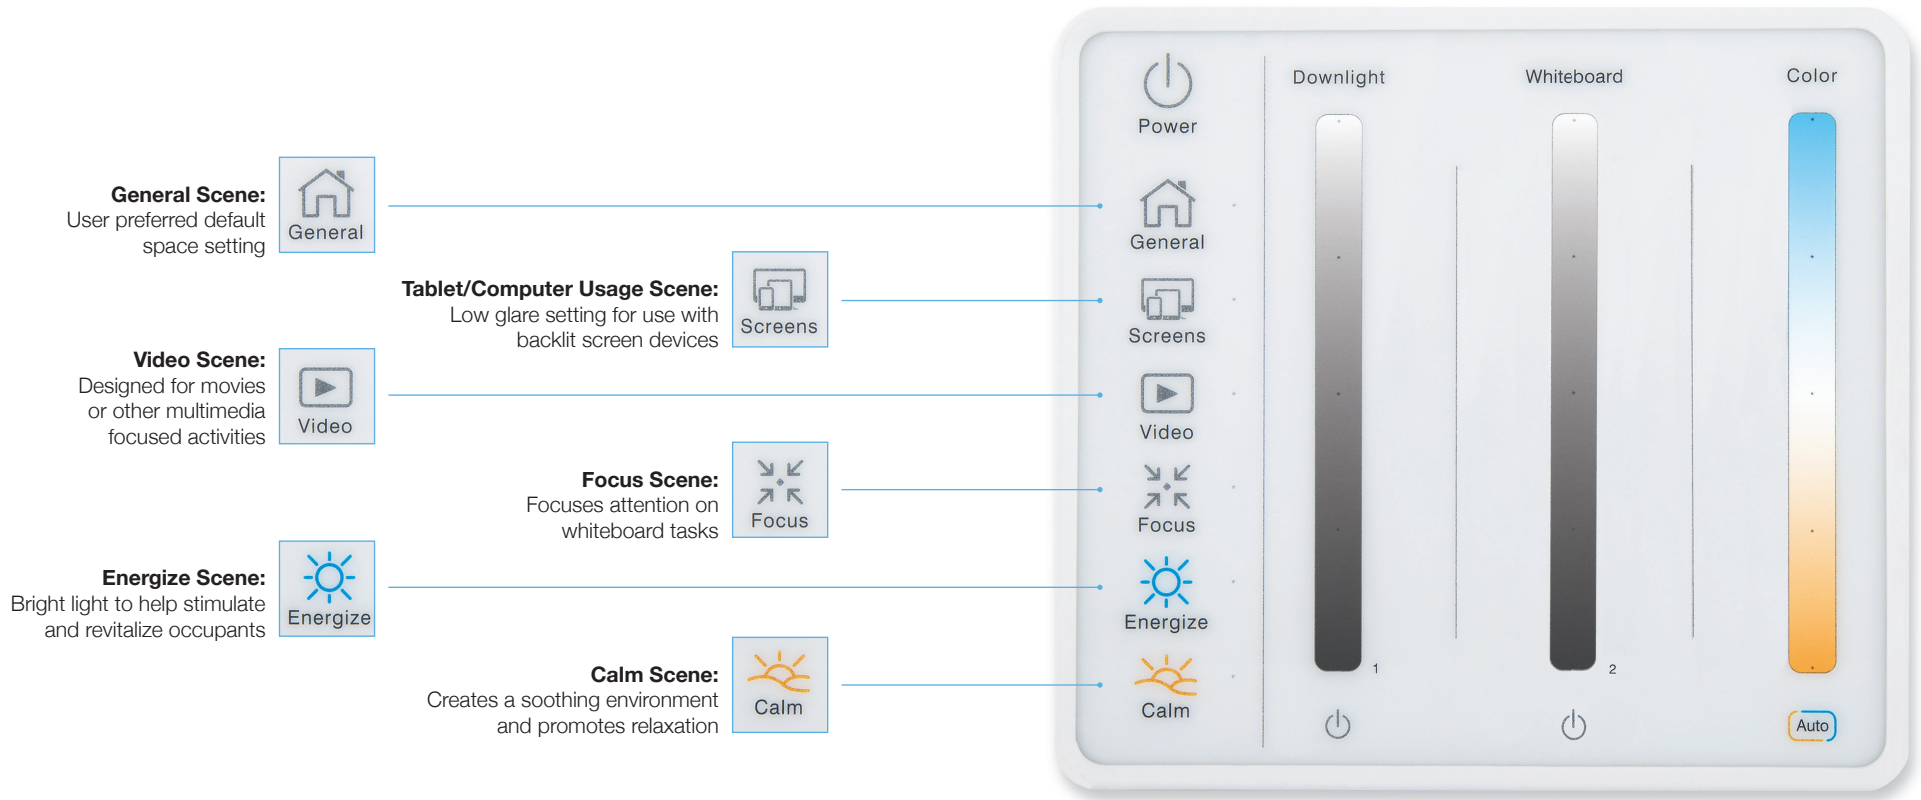 General Scene:
User preferred default
space setting
General
Tablet/Computer Usage Scene:
Low glare setting for use with
backlit screen devices
Screens
Video Scene:
Designed for movies
or other multimedia
focused activities
Video
Focus Scene:
Focuses attention on
whiteboard tasks
Focus
Energize Scene:
Bright light to help stimulate
and revitalize occupants
Energize
Calm Scene:
Creates a soothing environment
and promotes relaxation
Calm
Power
General
Screens
Video
Focus
Energize
Calm
Downlight
1
Whiteboard
2
Color
Auto